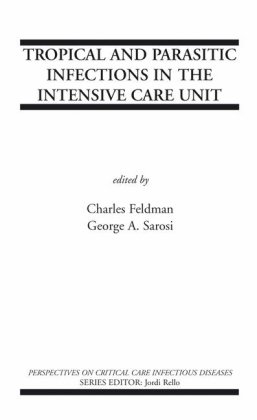 TROPICAL AND PARASITIC
INFECTIONS IN THE
INTENSIVE CARE UNIT
edited by
Charles Feldman
George A. Sarosi
PERSPECTIVES ON CRITICAL CARE INFECTIOUS DISEASES
SERIES EDITOR: Jordi Rello